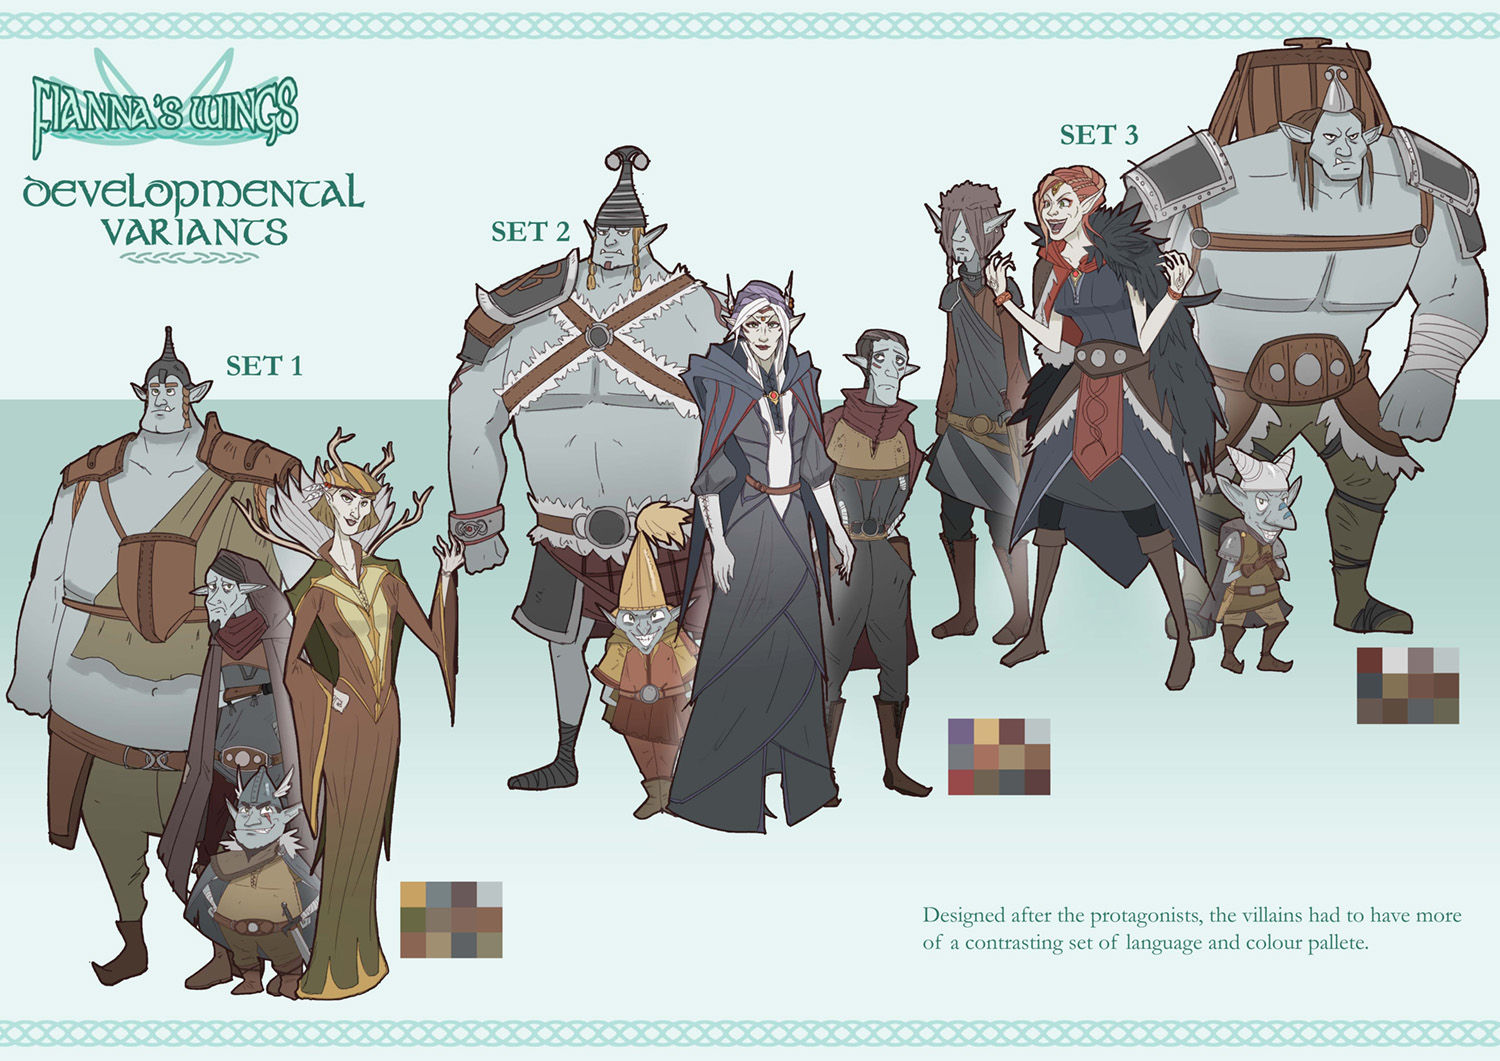 FIANNA'S WINGS
DEVELOPMENTAL
VARIANTS
SET 1
SET 2
SET 3
Designed after the protagonists, the villains had to have more
of a contrasting set of language and colour pallete.